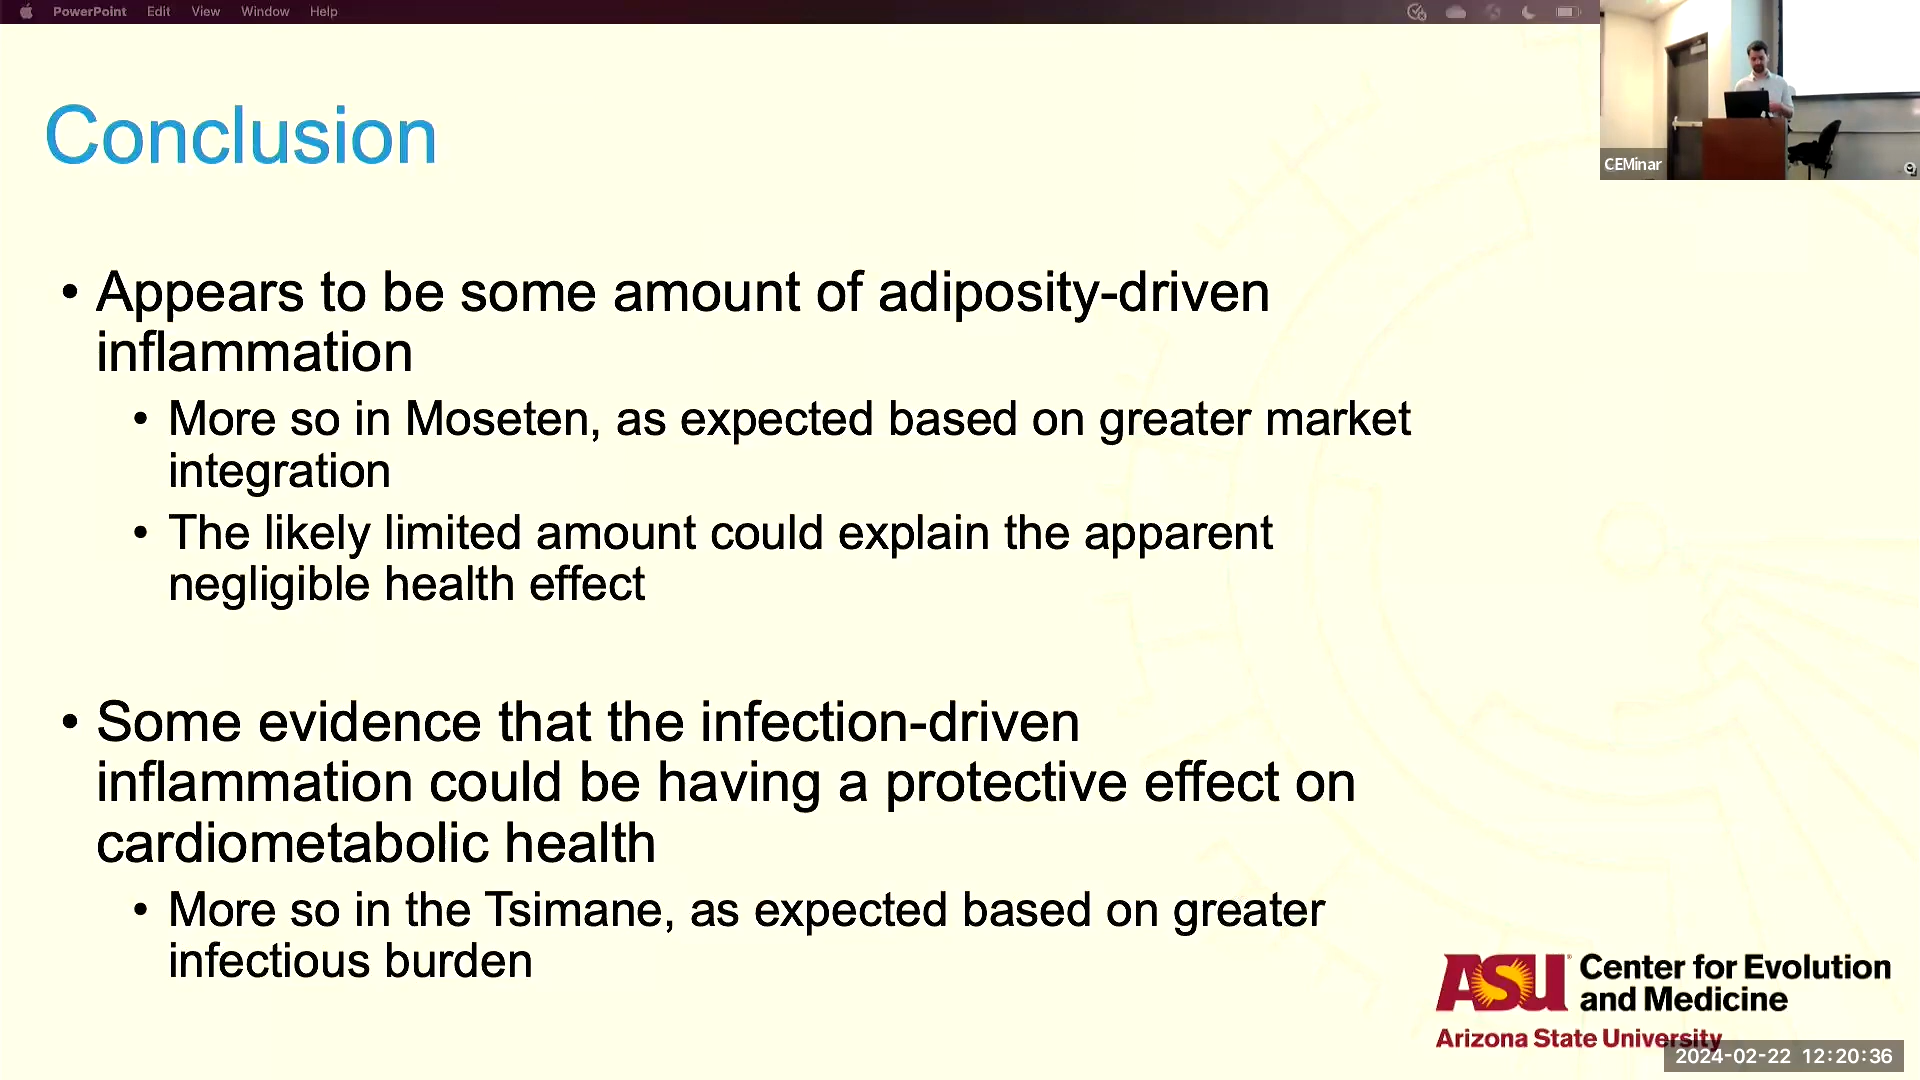 PowerPoint Edit View Window Help
CEMinar
Conclusion
• Appears to be some amount of adiposity-driven
inflammation
• More so in Moseten, as expected based on greater market
integration
• The likely limited amount could explain the apparent
negligible health effect
• Some evidence that the infection-driven
inflammation could be having a protective effect on
cardiometabolic health
• More so in the Tsimane, as expected based on greater
infectious burden
ASU Center for Evolution
and Medicine
Arizona State University
2024-02-22 12:20:36